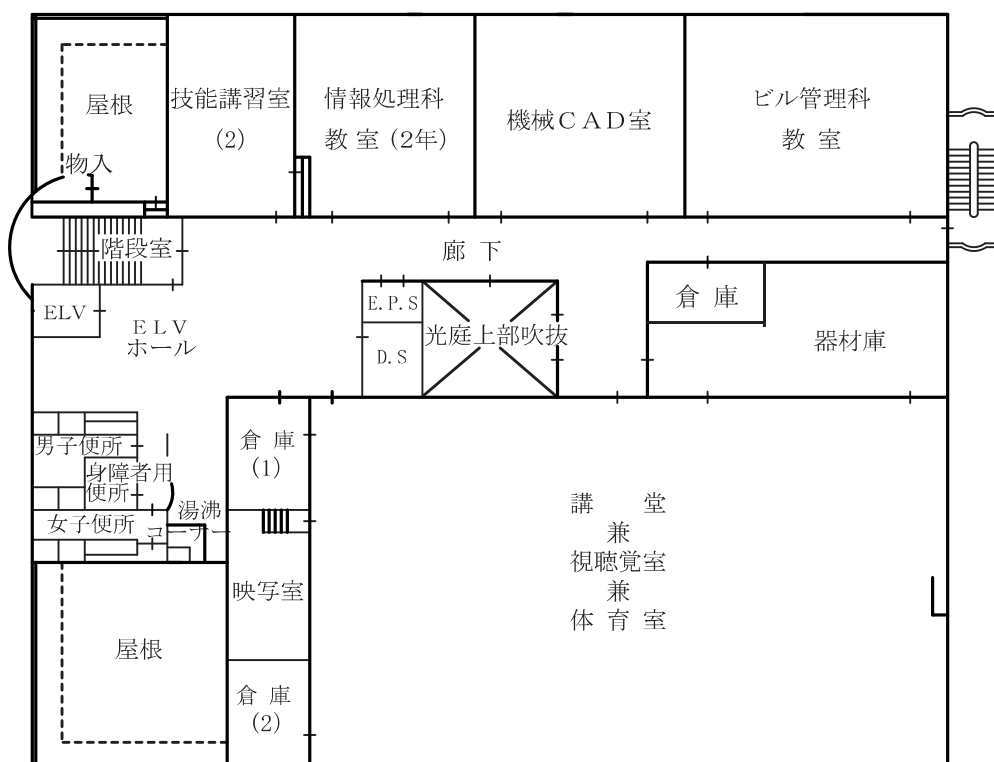 屋根
技能講習室
(2)
情報処理科
教 室 (2年)
機械ＣＡＤ室
ビル管理科
教 室
物入
階段室
廊 下
ELV
ＥＬＶ
ホール
E.P.S
D.S
光庭上部吹抜
倉 庫
器材庫
男子便所
身障者用
便所
女子便所
湯沸
コーナー
倉 庫
(1)
映写室
講 堂
兼
視聴覚室
兼
体 育 室
屋根
倉 庫
(2)